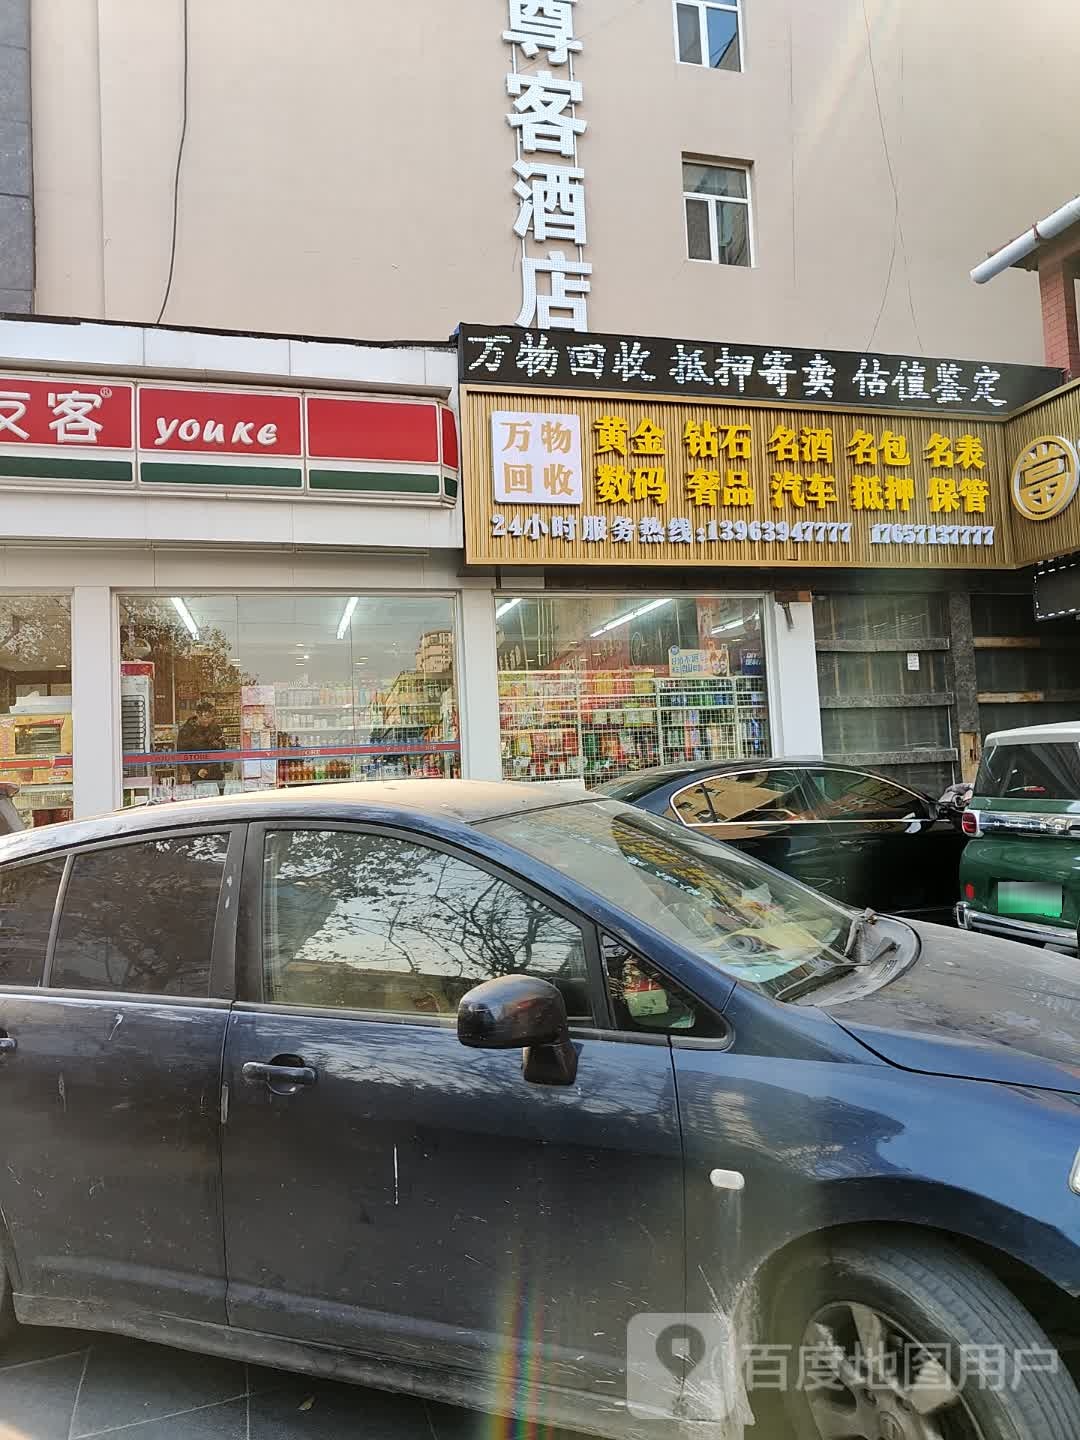 尊客酒店
友客®
YOUKE
万物回收 抵押寄卖 估值鉴定
万物
回收
黄金 钻石 名酒 名包 名表
数码 奢品 汽车 抵押 保管
24小时服务热线:13963947777 17657137777
當
百度地图用户